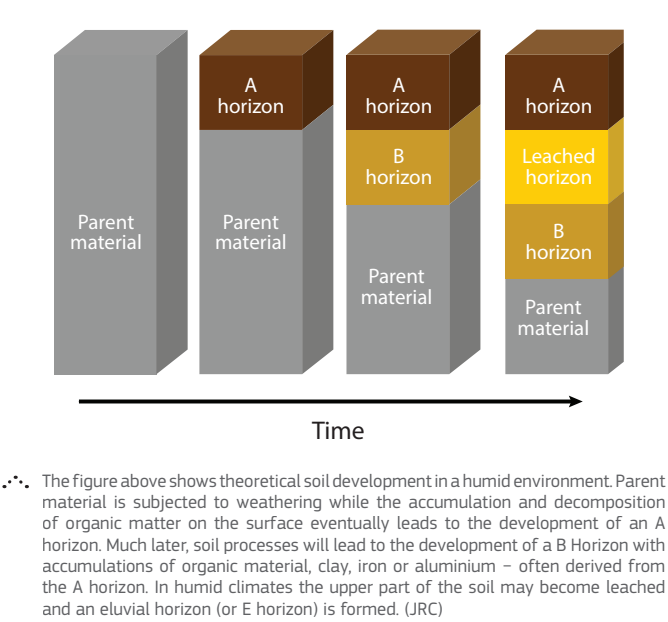 Parent
material
A
horizon
Parent
material
A
horizon
B
horizon
Parent
material
A
horizon
Leached
horizon
B
horizon
Parent
material
Time
The figure above shows theoretical soil development in a humid environment. Parent
material is subjected to weathering while the accumulation and decomposition
of organic matter on the surface eventually leads to the development of an A
horizon. Much later, soil processes will lead to the development of a B Horizon with
accumulations of organic material, clay, iron or aluminium – often derived from
the A horizon. In humid climates the upper part of the soil may become leached
and an eluvial horizon (or E horizon) is formed. (JRC)